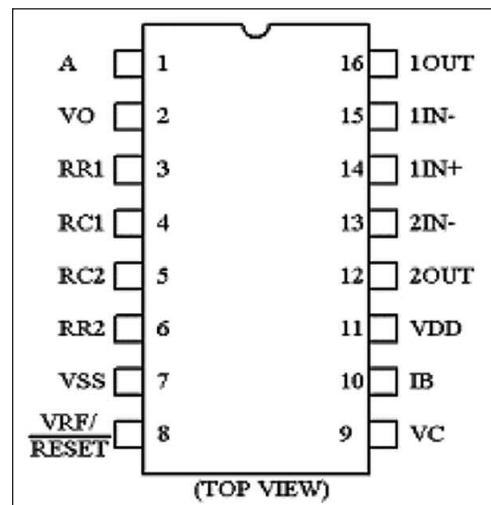 A 1 16 1OUT
VO 2 15 1IN-
RR1 3 14 1IN+
RC1 4 13 2IN-
RC2 5 12 2OUT
RR2 6 11 VDD
VSS 7 10 IB
VRF/
RESET 8 9 VC
(TOP VIEW)